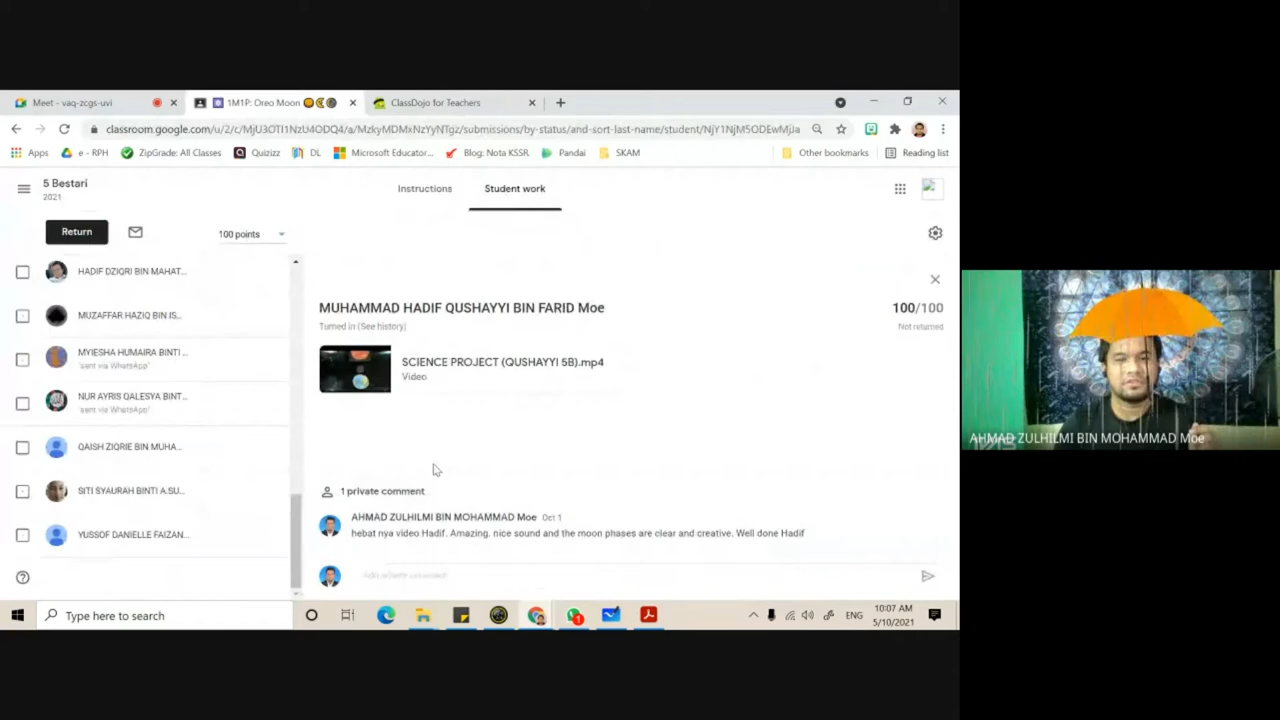 Meet - vaq-zcgs-uvi
1M1P: Oreo Moon
ClassDojo for Teachers
classroom.google.com/u/2/c/MjU3OTI1NzU4ODQ4/a/MzkyMDMxNzYyNTgz/submissions/by-status/and-sort-last-name/student/NjY1NjM5ODEwMjJa
Apps
e - RPH
ZipGrade: All Classes
Quizizz
DL
Microsoft Educator...
Blog: Nota KSSR
Pandai
SKAM
Other bookmarks
Reading list
5 Bestari
2021
Instructions
Student work
Return
100 points
HADIF DZIQRI BIN MAHAT...
MUZAFFAR HAZIQ BIN IS...
MYIESHA HUMAIRA BINTI ...
'sent via WhatsApp'
NUR AYRIS QALESYA BINT...
'sent via WhatsApp'
QAISH ZIQRIE BIN MUHA...
SITI SYAURAH BINTI A.SU...
YUSSOF DANIELLE FAIZAN...
MUHAMMAD HADIF QUSHAYYI BIN FARID Moe
100/100
Turned in (See history)
Not returned
SCIENCE PROJECT (QUSHAYYI 5B).mp4
Video
1 private comment
AHMAD ZULHILMI BIN MOHAMMAD Moe Oct 1
hebat nya video Hadif. Amazing. nice sound and the moon phases are clear and creative. Well done Hadif
Add private comment
AHMAD ZULHILMI BIN MOHAMMAD Moe
Type here to search
1
ENG
10:07 AM
5/10/2021